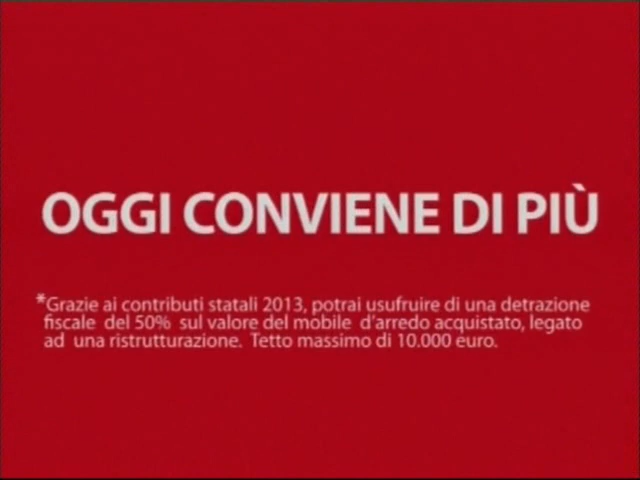 OGGI CONVIENE DI PIÙ
*Grazie ai contributi statali 2013, potrai usufruire di una detrazione
fiscale del 50% sul valore del mobile d'arredo acquistato, legato
ad una ristrutturazione. Tetto massimo di 10.000 euro.